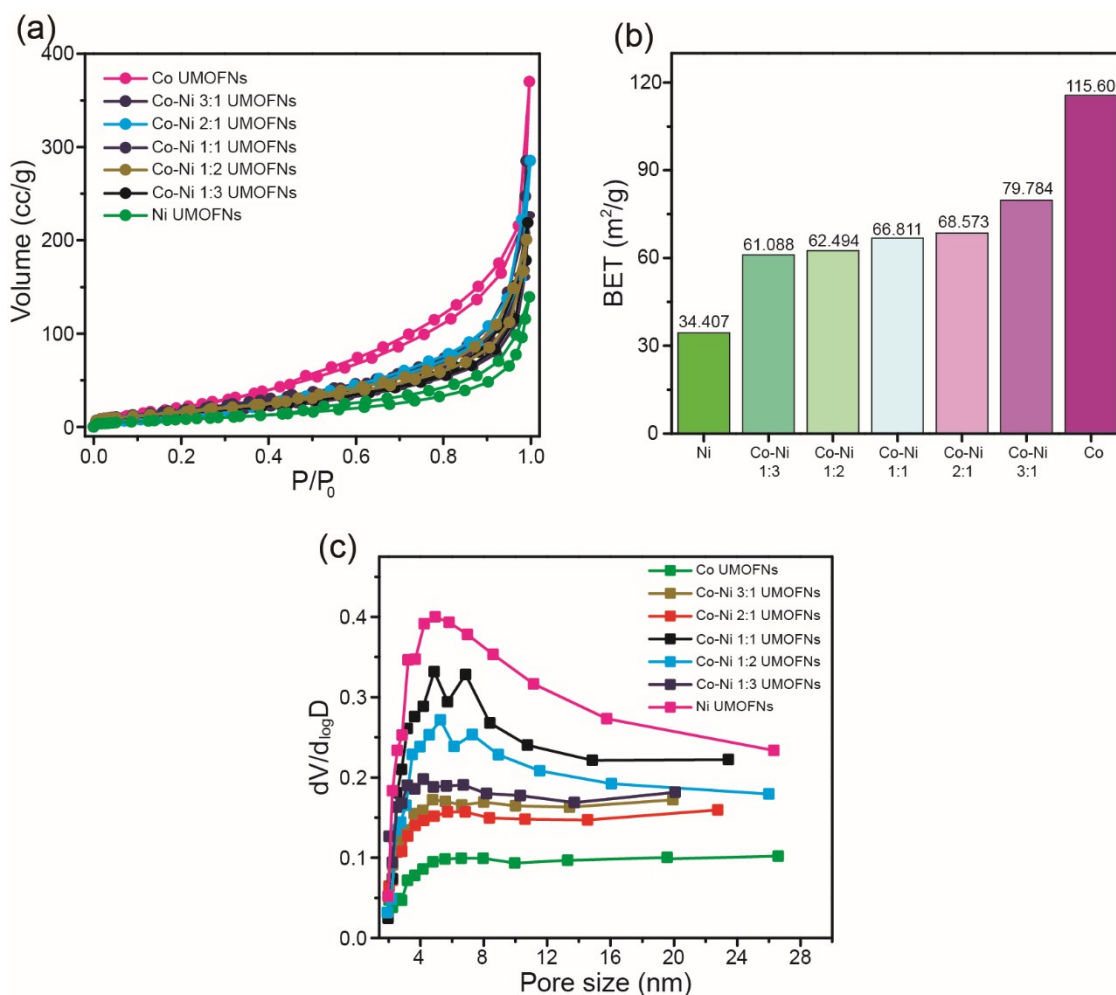 (a)
400
300
200
100
0
Volume (cc/g)
Co UMOFNs
Co-Ni 3:1 UMOFNs
Co-Ni 2:1 UMOFNs
Co-Ni 1:1 UMOFNs
Co-Ni 1:2 UMOFNs
Co-Ni 1:3 UMOFNs
Ni UMOFNs
0.0 0.2 0.4 0.6 0.8 1.0
P/P₀
(b)
120
90
60
30
0
BET (m²/g)
34.407
61.088
62.494
66.811
68.573
79.784
115.60
Ni Co-Ni Co-Ni Co-Ni Co-Ni Co-Ni Co
1:3 1:2 1:1 2:1 3:1
(c)
0.4
0.3
0.2
0.1
0.0
dV/dlogD
Co UMOFNs
Co-Ni 3:1 UMOFNs
Co-Ni 2:1 UMOFNs
Co-Ni 1:1 UMOFNs
Co-Ni 1:2 UMOFNs
Co-Ni 1:3 UMOFNs
Ni UMOFNs
4 8 12 16 20 24 28
Pore size (nm)